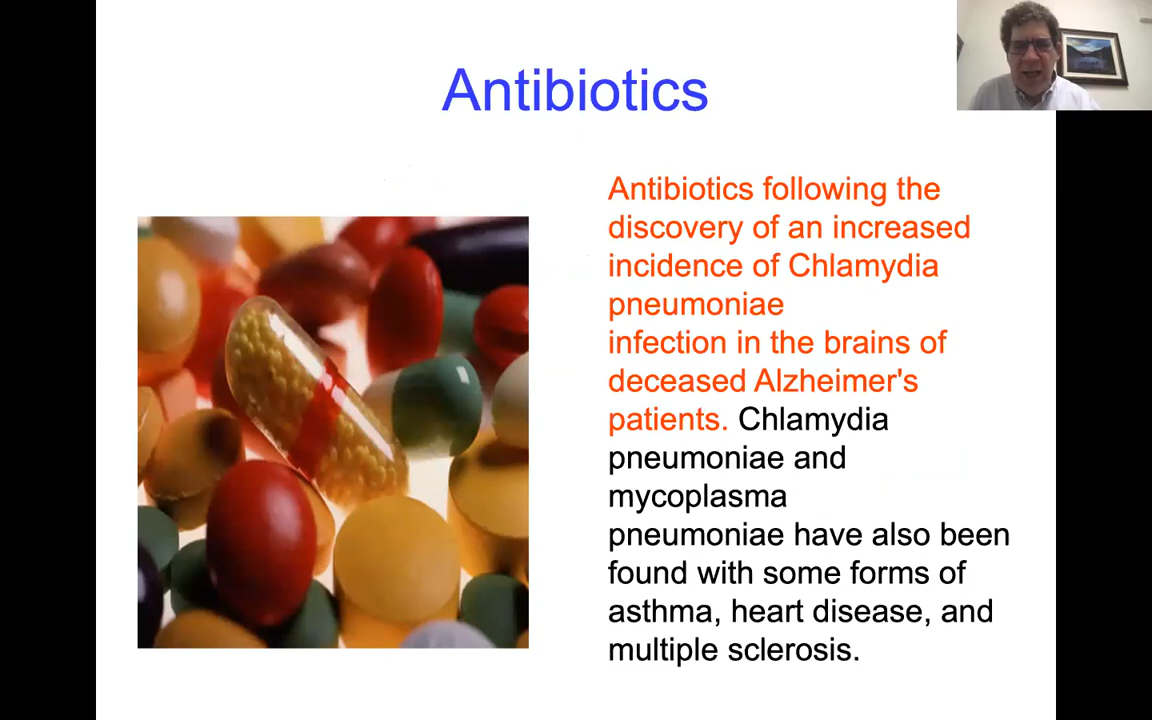 Antibiotics
Antibiotics following the
discovery of an increased
incidence of Chlamydia
pneumoniae
infection in the brains of
deceased Alzheimer's
patients. Chlamydia
pneumoniae and
mycoplasma
pneumoniae have also been
found with some forms of
asthma, heart disease, and
multiple sclerosis.